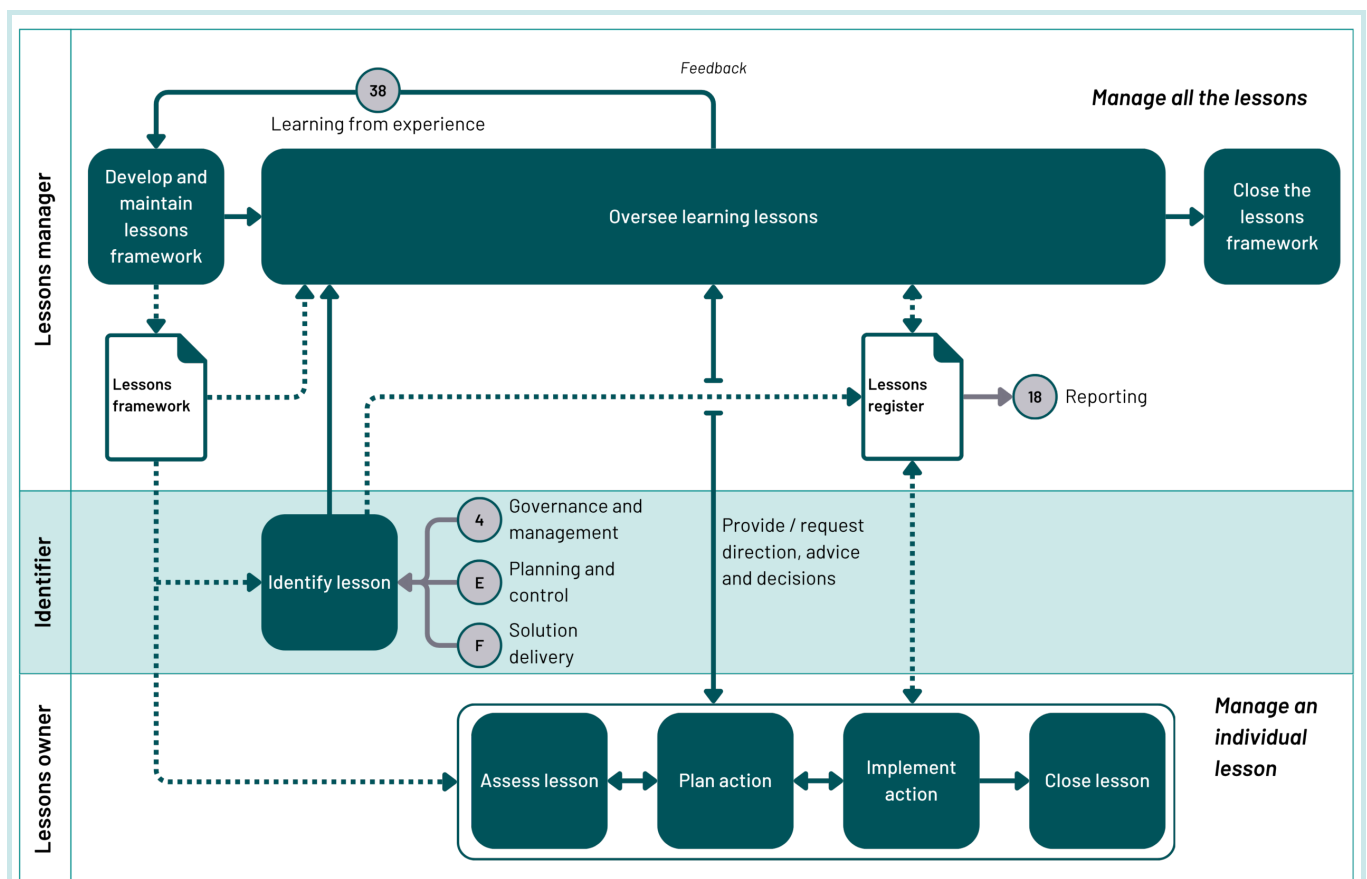 Feedback
Manage all the lessons
38
Learning from experience
Lessons manager
Develop and
maintain
lessons
framework
Oversee learning lessons
Close the
lessons
framework
Lessons
framework
Lessons
register
18
Reporting
Identifier
Identify lesson
4
Governance and
management
E
Planning and
control
F
Solution
delivery
Provide / request
direction, advice
and decisions
Lessons owner
Assess lesson
Plan action
Implement
action
Close lesson
Manage an
individual
lesson